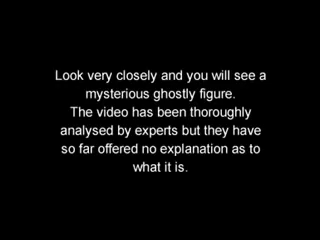 Look very closely and you will see a
mysterious ghostly figure.
The video has been thoroughly
analysed by experts but they have
so far offered no explanation as to
what it is.